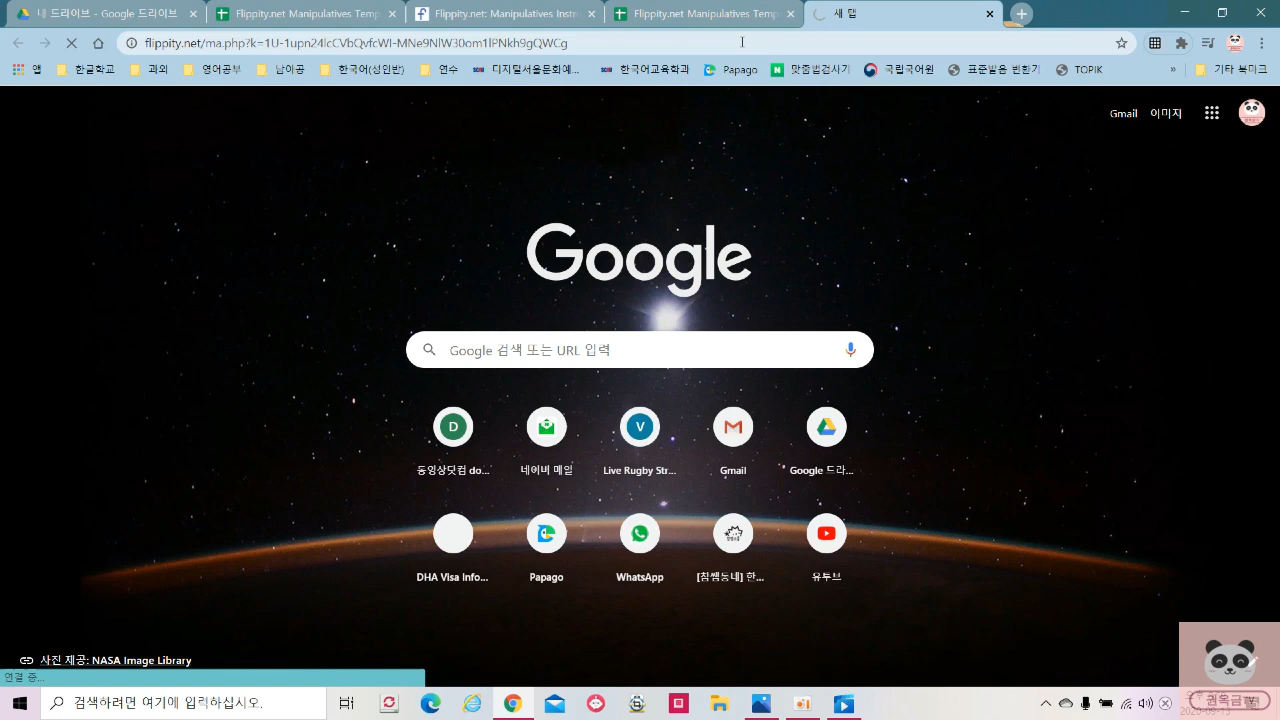 내 드라이브 - Google 드라이브
Flippity.net Manipulatives Temp
Flippity.net: Manipulatives Instr
Flippity.net Manipulatives Temp
새 탭
flippity.net/ma.php?k=1U-1upn24lcCVbQvfcWI-MNe9NlW30om1lPNkh9gQWCg
앱
한글학교
과외
영어공부
남아공
한국어(성인반)
연수
디지털서울문화예...
한국어교육학과
Papago
맞춤법검사기
국립국어원
표준발음 변환기
TOPIK
»
기타 북마크
Gmail
이미지
Google
Google 검색 또는 URL 입력
D
V
동영상닷컴 do...
네이버 메일
Live Rugby Str...
Gmail
Google 드라...
DHA Visa Info...
Papago
WhatsApp
[참쌤동네] 한...
유투브
사진 제공: NASA Image Library
연결 중...
검색하려면 여기에 입력하십시오.